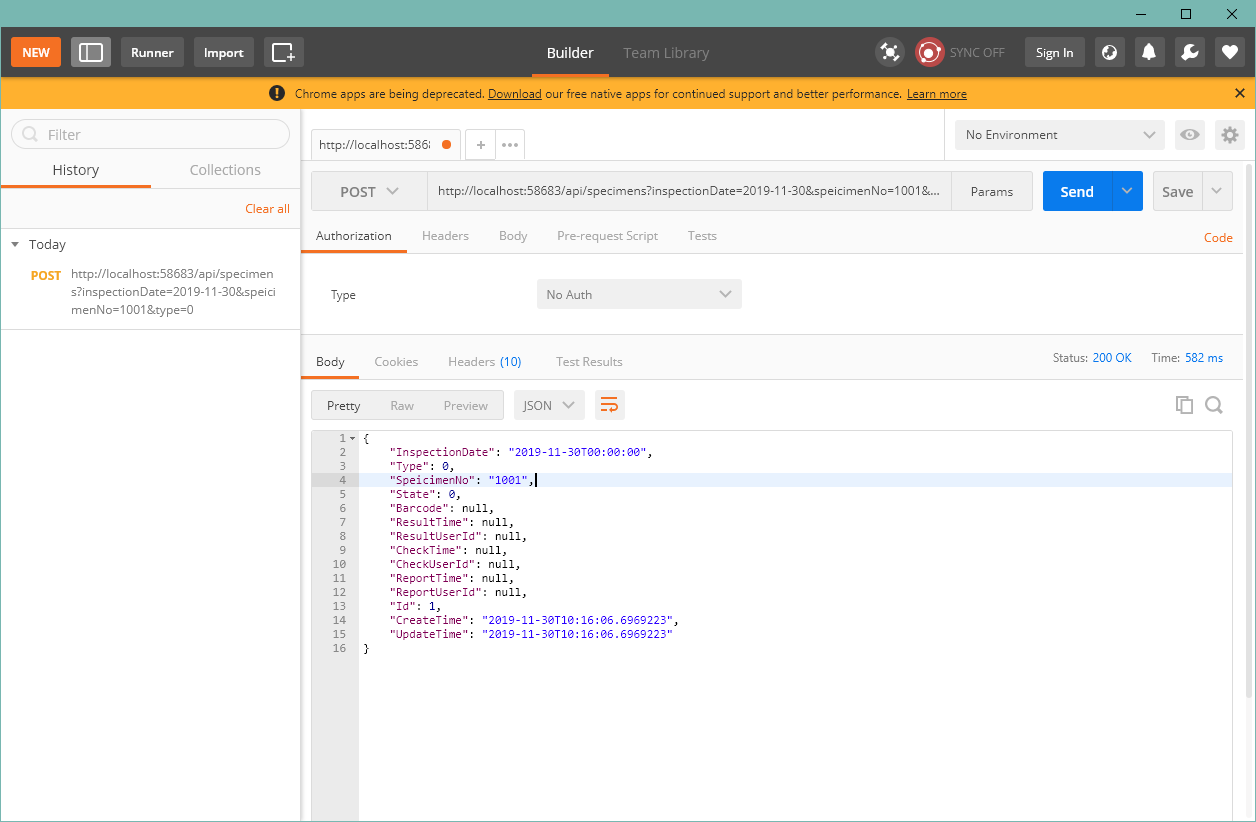 NEW Runner Import Builder Team Library SYNC OFF Sign In
Chrome apps are being deprecated. Download our free native apps for continued support and better performance. Learn more
Filter
History Collections
Clear all
Today
POST http://localhost:58683/api/specimen
s?inspectionDate=2019-11-30&speici
menNo=1001&type=0
http://localhost:586 + ••• No Environment
POST http://localhost:58683/api/specimens?inspectionDate=2019-11-30&speicimenNo=1001&... Params Send Save
Authorization Headers Body Pre-request Script Tests Code
Type No Auth
Body Cookies Headers (10) Test Results Status: 200 OK Time: 582 ms
Pretty Raw Preview JSON
1 {
2 "InspectionDate": "2019-11-30T00:00:00",
3 "Type": 0,
4 "SpeicimenNo": "1001",
5 "State": 0,
6 "Barcode": null,
7 "ResultTime": null,
8 "ResultUserId": null,
9 "CheckTime": null,
10 "CheckUserId": null,
11 "ReportTime": null,
12 "ReportUserId": null,
13 "Id": 1,
14 "CreateTime": "2019-11-30T10:16:06.6969223",
15 "UpdateTime": "2019-11-30T10:16:06.6969223"
16 }